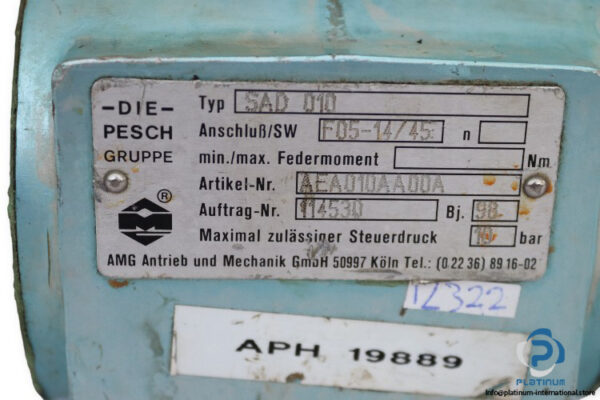 -DIE-
PESCH
GRUPPE
®
Typ SAD 010
Anschluß/SW F05-14/45 n
min./max. Federmoment Nm
Artikel-Nr. AEA010AA00A
Auftrag-Nr. 114530 Bj. 98
Maximal zulässiner Steuerdruck 10 bar
AMG Antrieb und Mechanik GmbH 50997 Köln Tel.: (0 22 36) 89 16-02
12322
APH 19889
PLATINUM
info@platinum-international.store